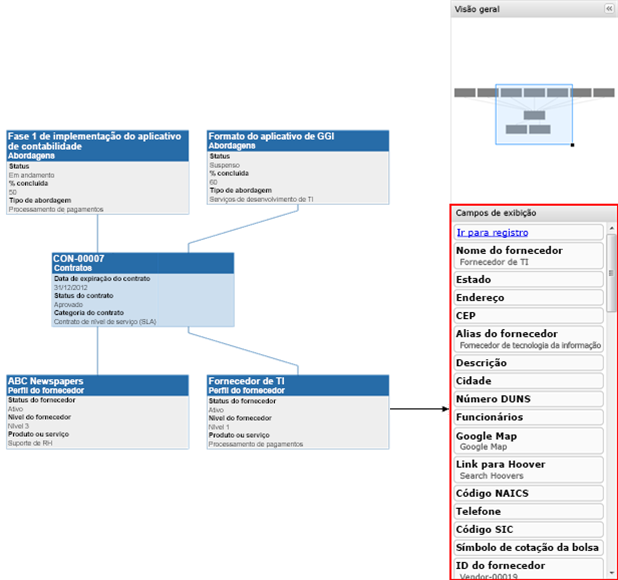 Visão geral
Fase 1 de implementação do aplicativo
de contabilidade
Abordagens
Status
Em andamento
% concluída
50
Tipo de abordagem
Processamento de pagamentos
Formato do aplicativo de GGI
Abordagens
Status
Suspenso
% concluída
60
Tipo de abordagem
Serviços de desenvolvimento de TI
CON-00007
Contratos
Data de expiração do contrato
31/12/2012
Status do contrato
Aprovado
Categoria do contrato
Contrato de nível de serviço (SLA)
ABC Newspapers
Perfil do fornecedor
Status do fornecedor
Ativo
Nível do fornecedor
Nível 3
Produto ou serviço
Suporte de RH
Fornecedor de TI
Perfil do fornecedor
Status do fornecedor
Ativo
Nível do fornecedor
Nível 1
Produto ou serviço
Processamento de pagamentos
Campos de exibição
Ir para registro
Nome do fornecedor
Fornecedor de TI
Estado
Endereço
CEP
Alias do fornecedor
Fornecedor de tecnologia da informação
Descrição
Cidade
Número DUNS
Funcionários
Google Map
Google Map
Link para Hoover
Search Hoovers
Código NAICS
Telefone
Código SIC
Símbolo de cotação da bolsa
ID do fornecedor
Vendor-00019